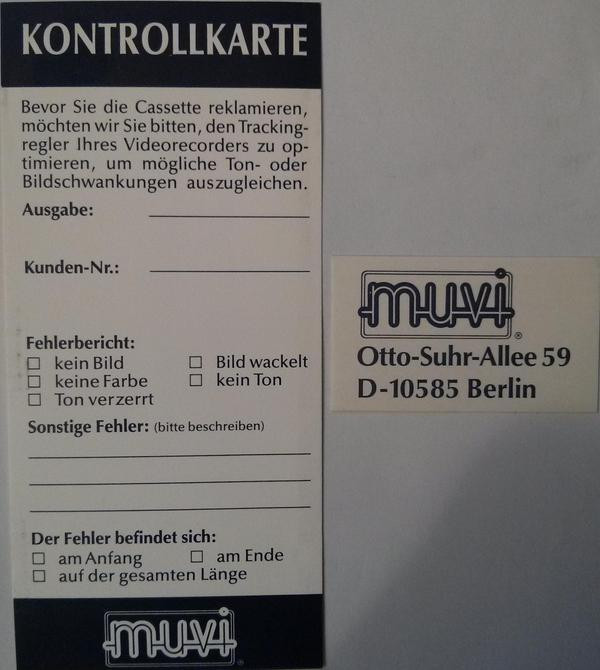 KONTROLLKARTE
Bevor Sie die Cassette reklamieren,
möchten wir Sie bitten, den Tracking-
regler Ihres Videorecorders zu op-
timieren, um mögliche Ton- oder
Bildschwankungen auszugleichen.
Ausgabe:
Kunden-Nr.:
Fehlerbericht:
☐ kein Bild ☐ Bild wackelt
☐ keine Farbe ☐ kein Ton
☐ Ton verzerrt
Sonstige Fehler: (bitte beschreiben)
Der Fehler befindet sich:
☐ am Anfang ☐ am Ende
☐ auf der gesamten Länge
muvi®
muvi®
Otto-Suhr-Allee 59
D-10585 Berlin